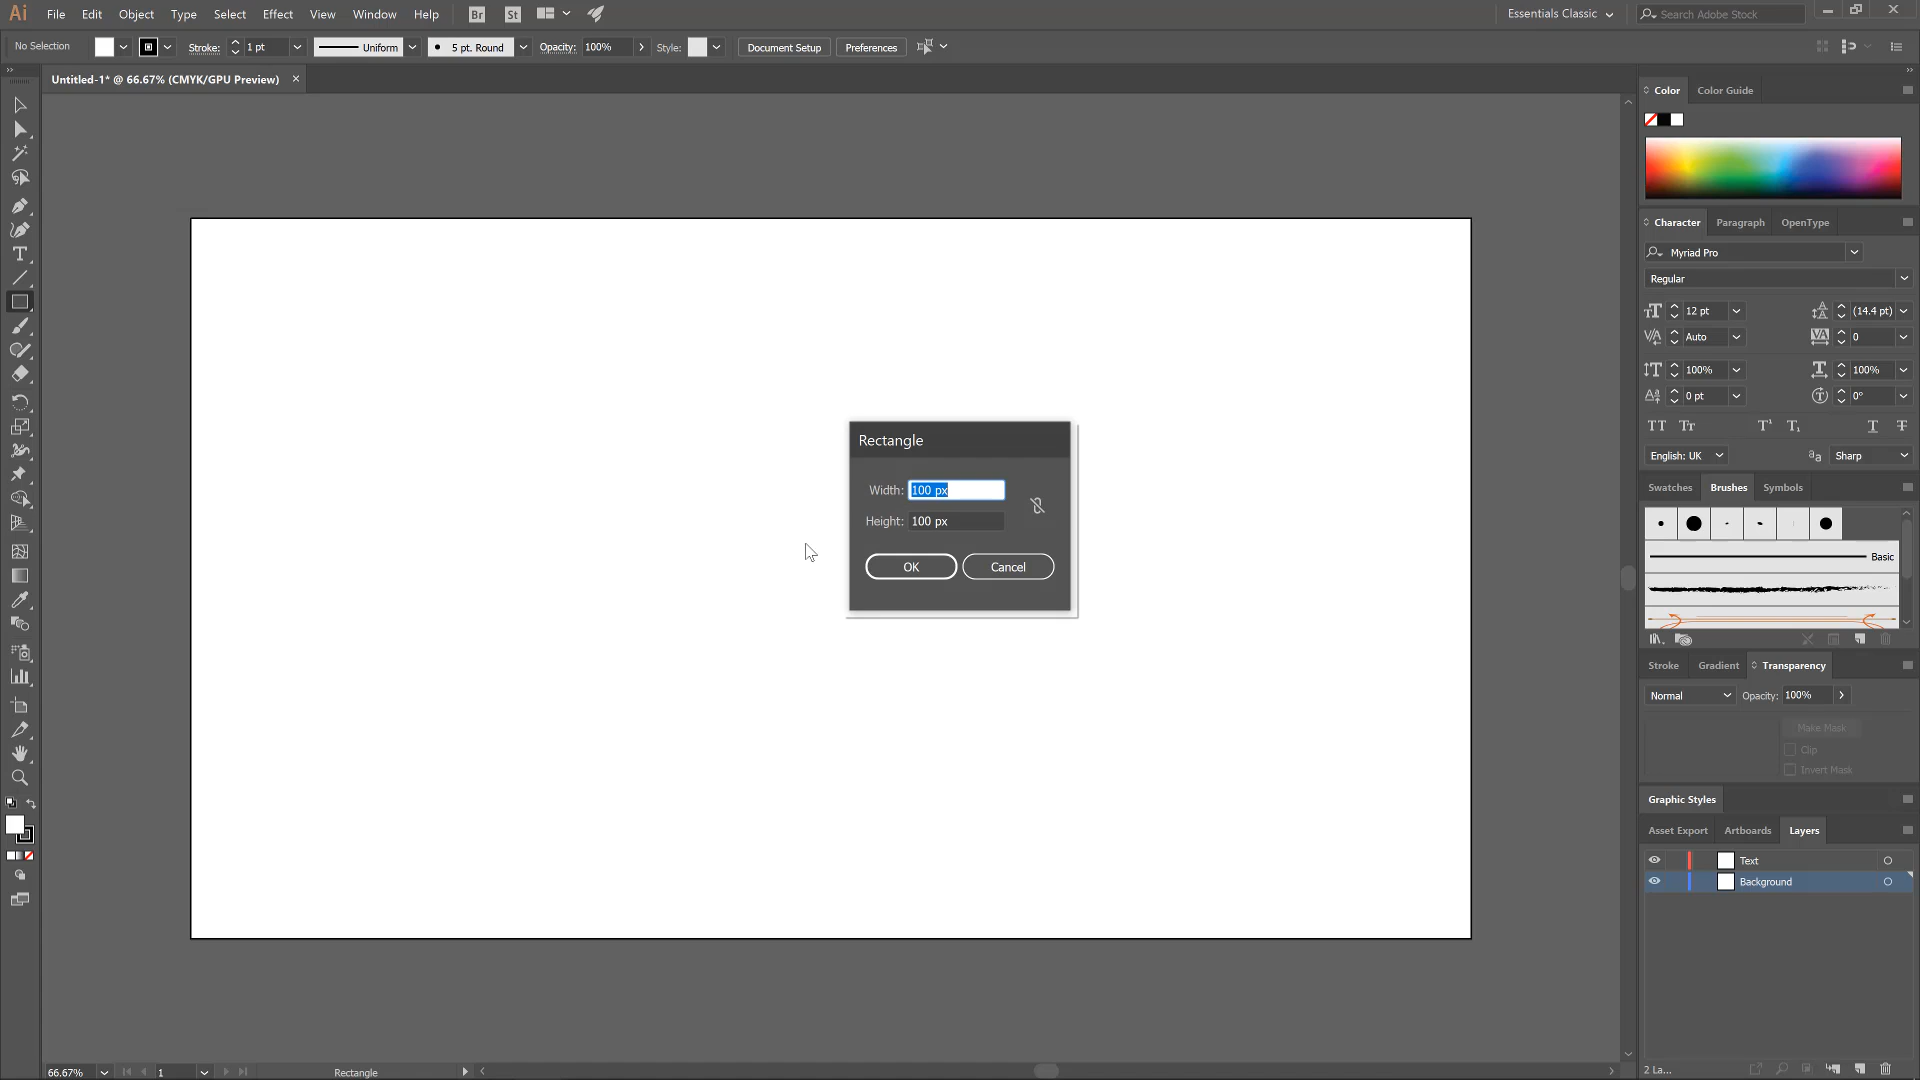 Ai File Edit Object Type Select Effect View Window Help Br St Essentials Classic Search Adobe Stock
No Selection Stroke: 1 pt Uniform 5 pt. Round Opacity: 100% Style: Document Setup Preferences
Untitled-1* @ 66.67% (CMYK/GPU Preview)
Color Color Guide
Character Paragraph OpenType
Myriad Pro
Regular
12 pt (14.4 pt)
Auto 0
100% 100%
0 pt 0°
English: UK Sharp
Rectangle
Width: 100 px
Height: 100 px
OK Cancel
Swatches Brushes Symbols
Basic
Stroke Gradient Transparency
Normal Opacity: 100%
Make Mask
Clip
Invert Mask
Graphic Styles
Asset Export Artboards Layers
Text
Background
66.67% 1 Rectangle 2 La...